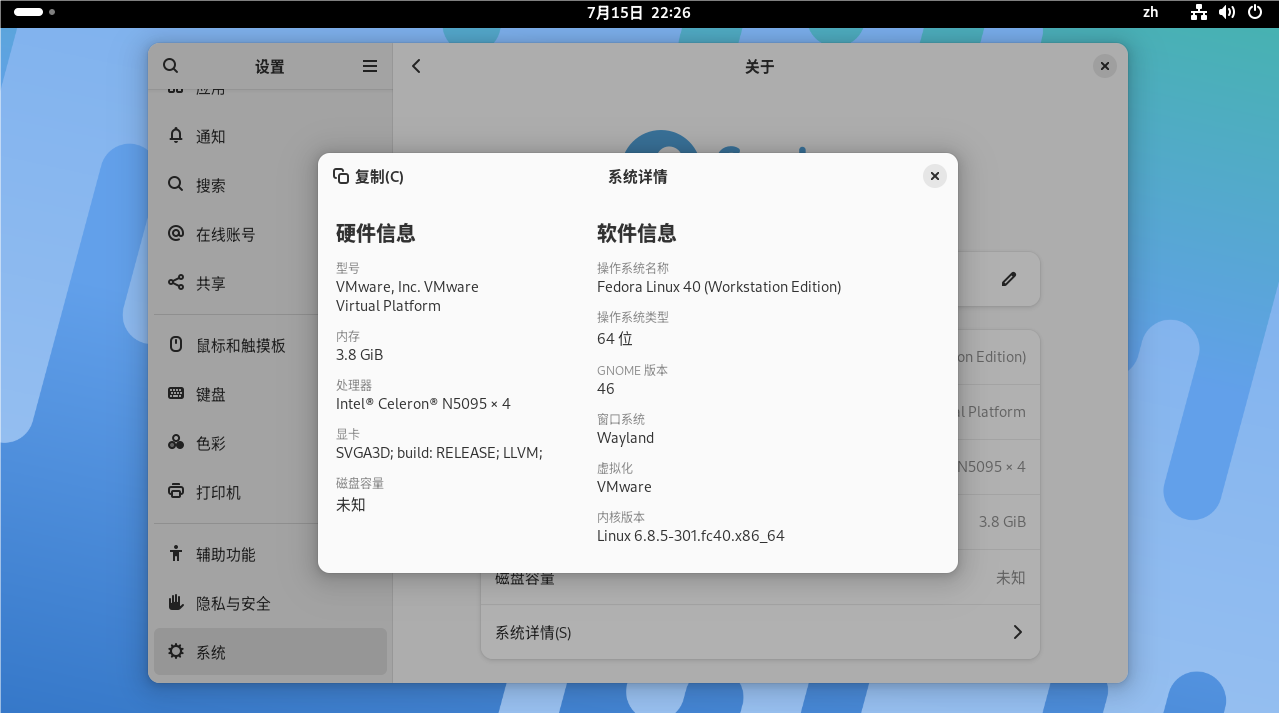 7月15日 22:26
zh
设置
关于
应用
通知
搜索
在线账号
共享
鼠标和触摸板
键盘
色彩
打印机
辅助功能
隐私与安全
系统
复制(C)
系统详情
硬件信息
型号
VMware, Inc. VMware
Virtual Platform
内存
3.8 GiB
处理器
Intel® Celeron® N5095 × 4
显卡
SVGA3D; build: RELEASE; LLVM;
磁盘容量
未知
软件信息
操作系统名称
Fedora Linux 40 (Workstation Edition)
操作系统类型
64 位
GNOME 版本
46
窗口系统
Wayland
虚拟化
VMware
内核版本
Linux 6.8.5-301.fc40.x86_64
Edition)
Platform
N5095 × 4
3.8 GiB
磁盘容量
未知
系统详情(S)